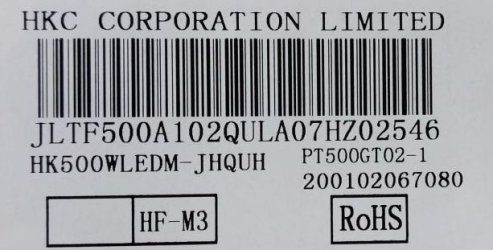 HKC CORPORATION LIMITED
JLTF500A102QULA07HZ02546
HK500WLEDM-JHQUH PT500GT02-1
200102067080
HF-M3 RoHS